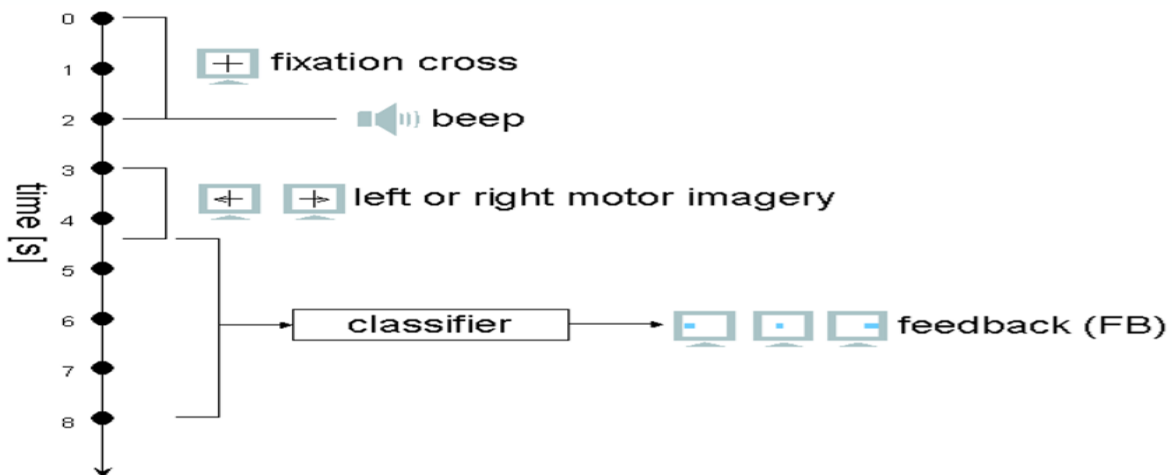 0
fixation cross
1
2
beep
3
left or right motor imagery
4
time [s]
5
6
classifier
feedback (FB)
7
8